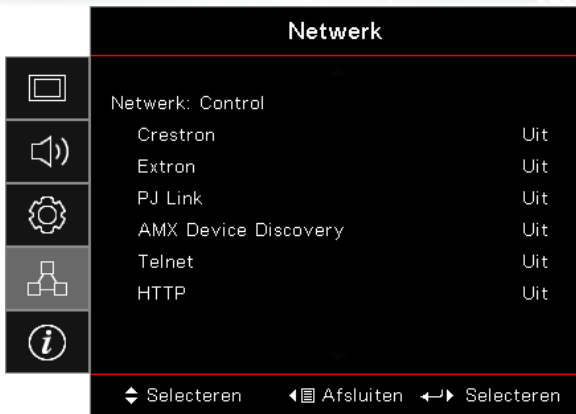 Netwerk
Netwerk: Control
Crestron Uit
Extron Uit
PJ Link Uit
AMX Device Discovery Uit
Telnet Uit
HTTP Uit
Selecteren Afsluiten Selecteren